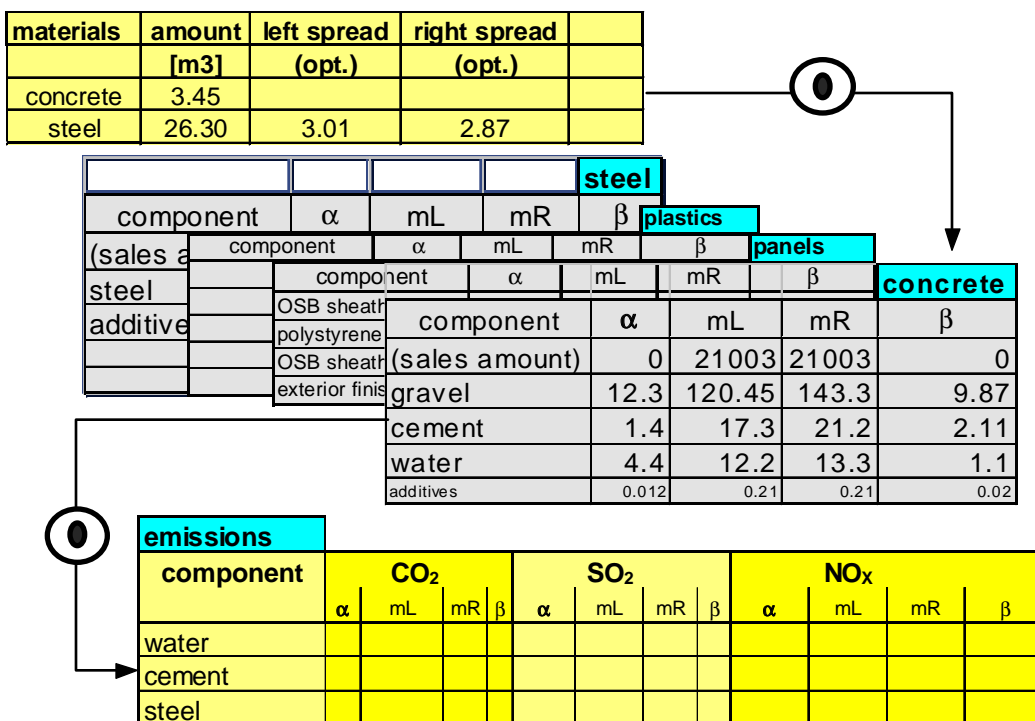 materials amount left spread right spread
[m3] (opt.) (opt.)
concrete 3.45
steel 26.30 3.01 2.87
steel
component α mL mR β
plastics
(sales a
component α mL mR β
panels
steel
component α mL mR β
concrete
OSB sheath
additive
polystyrene
component α mL mR β
OSB sheath
(sales amount) 0 21003 21003 0
exterior finis
gravel 12.3 120.45 143.3 9.87
cement 1.4 17.3 21.2 2.11
water 4.4 12.2 13.3 1.1
additives 0.012 0.21 0.21 0.02
emissions
component CO₂ SO₂ NOₓ
α mL mR β α mL mR β α mL mR β
water
cement
steel